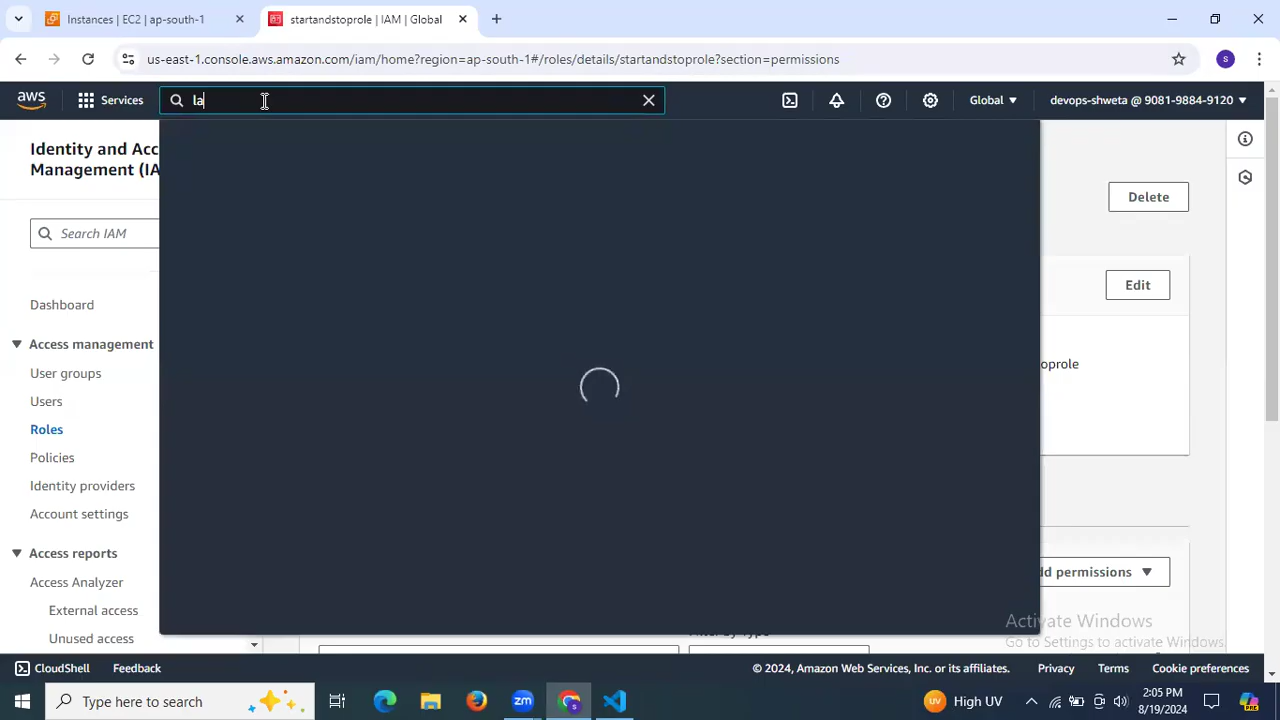 Instances | EC2 | ap-south-1
startandstoprole | IAM | Global
us-east-1.console.aws.amazon.com/iam/home?region=ap-south-1#/roles/details/startandstoprole?section=permissions
s
aws
Services
la
Global
devops-shweta @ 9081-9884-9120
Identity and Acc
Management (IA
Delete
Search IAM
Edit
Dashboard
Access management
oprole
User groups
Users
Roles
Policies
Identity providers
Account settings
Access reports
dd permissions
Access Analyzer
External access
Unused access
Activate Windows
Go to Settings to activate Windows.
CloudShell
Feedback
© 2024, Amazon Web Services, Inc. or its affiliates.
Privacy
Terms
Cookie preferences
Type here to search
zm
High UV
2:05 PM
8/19/2024